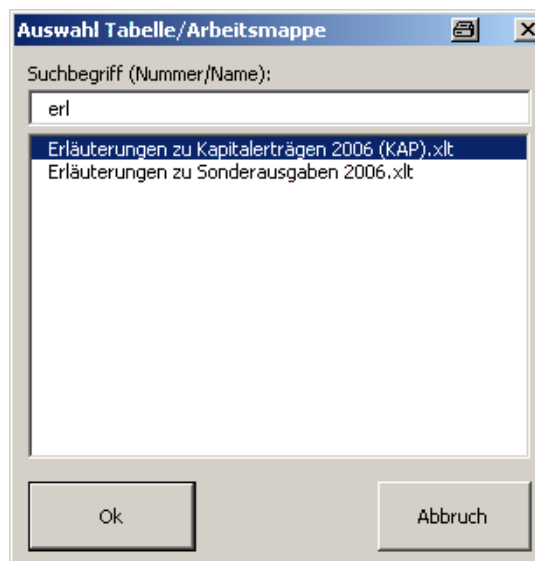 Auswahl Tabelle/Arbeitsmappe
Suchbegriff (Nummer/Name):
erl
Erläuterungen zu Kapitalerträgen 2006 (KAP).xlt
Erläuterungen zu Sonderausgaben 2006.xlt
Ok
Abbruch